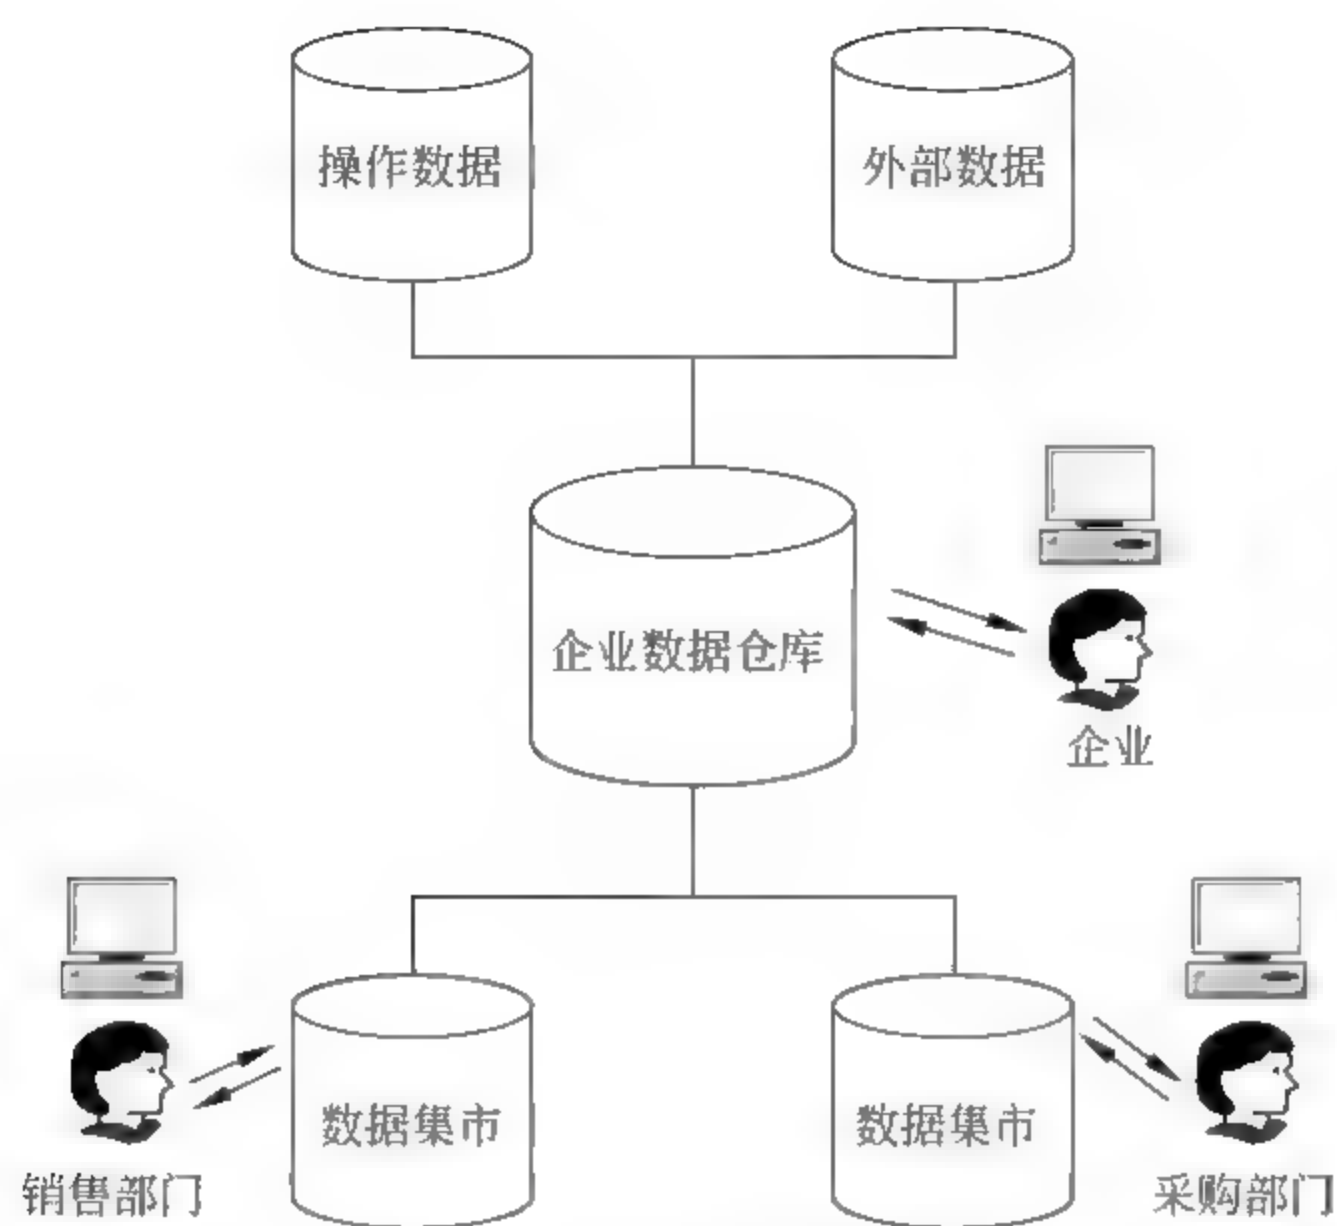 操作数据
外部数据
企业数据仓库
企业
数据集市
数据集市
销售部门
采购部门